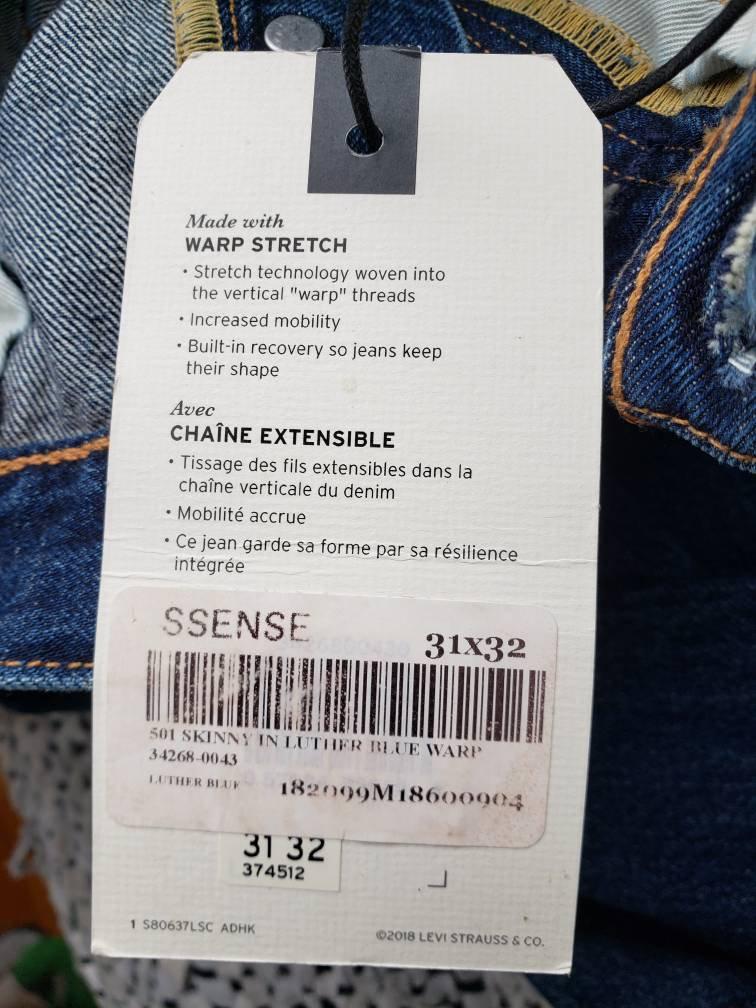 Made with
WARP STRETCH
• Stretch technology woven into
the vertical "warp" threads
• Increased mobility
• Built-in recovery so jeans keep
their shape
Avec
CHAÎNE EXTENSIBLE
• Tissage des fils extensibles dans la
chaîne verticale du denim
• Mobilité accrue
• Ce jean garde sa forme par sa résilience
intégrée
SSENSE
31X32
501 SKINNY IN LUTHER BLUE WARP
34268-0043
LUTHER BLUE
182099M18600904
31 32
374512
1 S80637LSC ADHK
©2018 LEVI STRAUSS & CO.